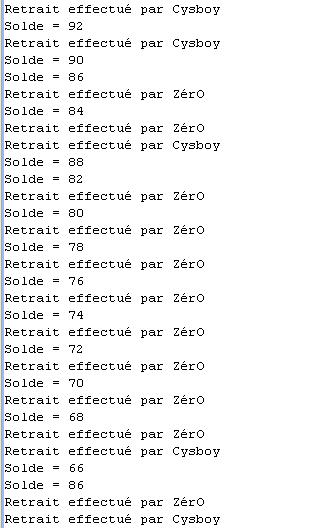 Retrait effectué par Cysboy
Solde = 92
Retrait effectué par Cysboy
Solde = 90
Solde = 86
Retrait effectué par ZérO
Solde = 84
Retrait effectué par ZérO
Retrait effectué par Cysboy
Solde = 88
Solde = 82
Retrait effectué par ZérO
Solde = 80
Retrait effectué par ZérO
Solde = 78
Retrait effectué par ZérO
Solde = 76
Retrait effectué par ZérO
Solde = 74
Retrait effectué par ZérO
Solde = 72
Retrait effectué par ZérO
Solde = 70
Retrait effectué par ZérO
Solde = 68
Retrait effectué par ZérO
Retrait effectué par Cysboy
Solde = 66
Solde = 86
Retrait effectué par ZérO
Retrait effectué par Cysboy